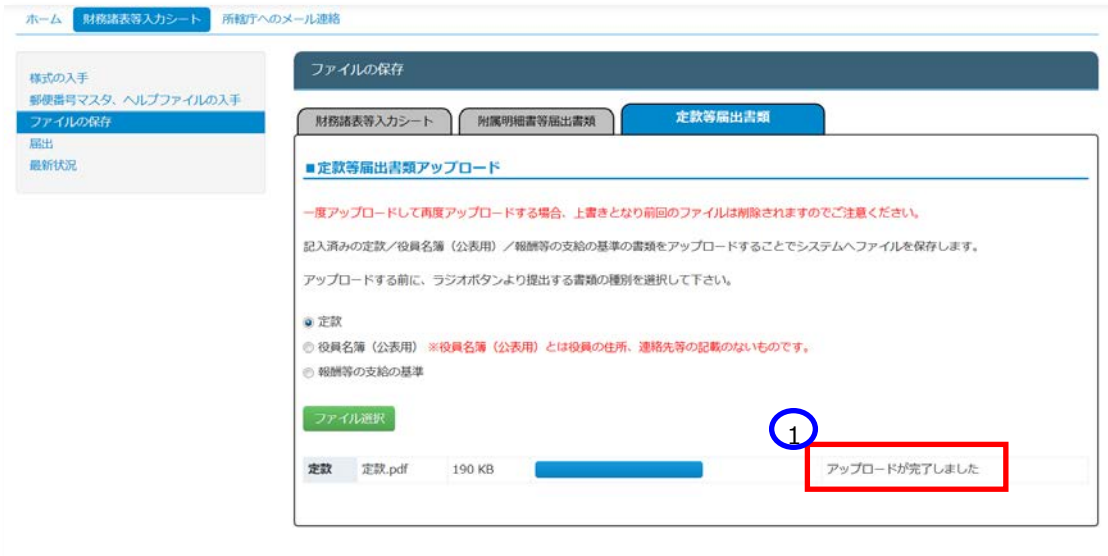 ホーム 財務諸表等入力シート 所轄庁へのメール連絡
様式の入手
郵便番号マスタ、ヘルプファイルの入手
ファイルの保存
届出
最新状況
ファイルの保存
財務諸表等入力シート 附属明細書等届出書類 定款等届出書類
■定款等届出書類アップロード
一度アップロードして再度アップロードする場合、上書きとなり前回のファイルは削除されますのでご注意ください。
記入済みの定款／役員名簿（公表用）／報酬等の支給の基準の書類をアップロードすることでシステムへファイルを保存します。
アップロードする前に、ラジオボタンより提出する書類の種別を選択して下さい。
定款
役員名簿（公表用） ※役員名簿（公表用）とは役員の住所、連絡先等の記載のないものです。
報酬等の支給の基準
ファイル選択
1
定款 定款.pdf 190 KB アップロードが完了しました